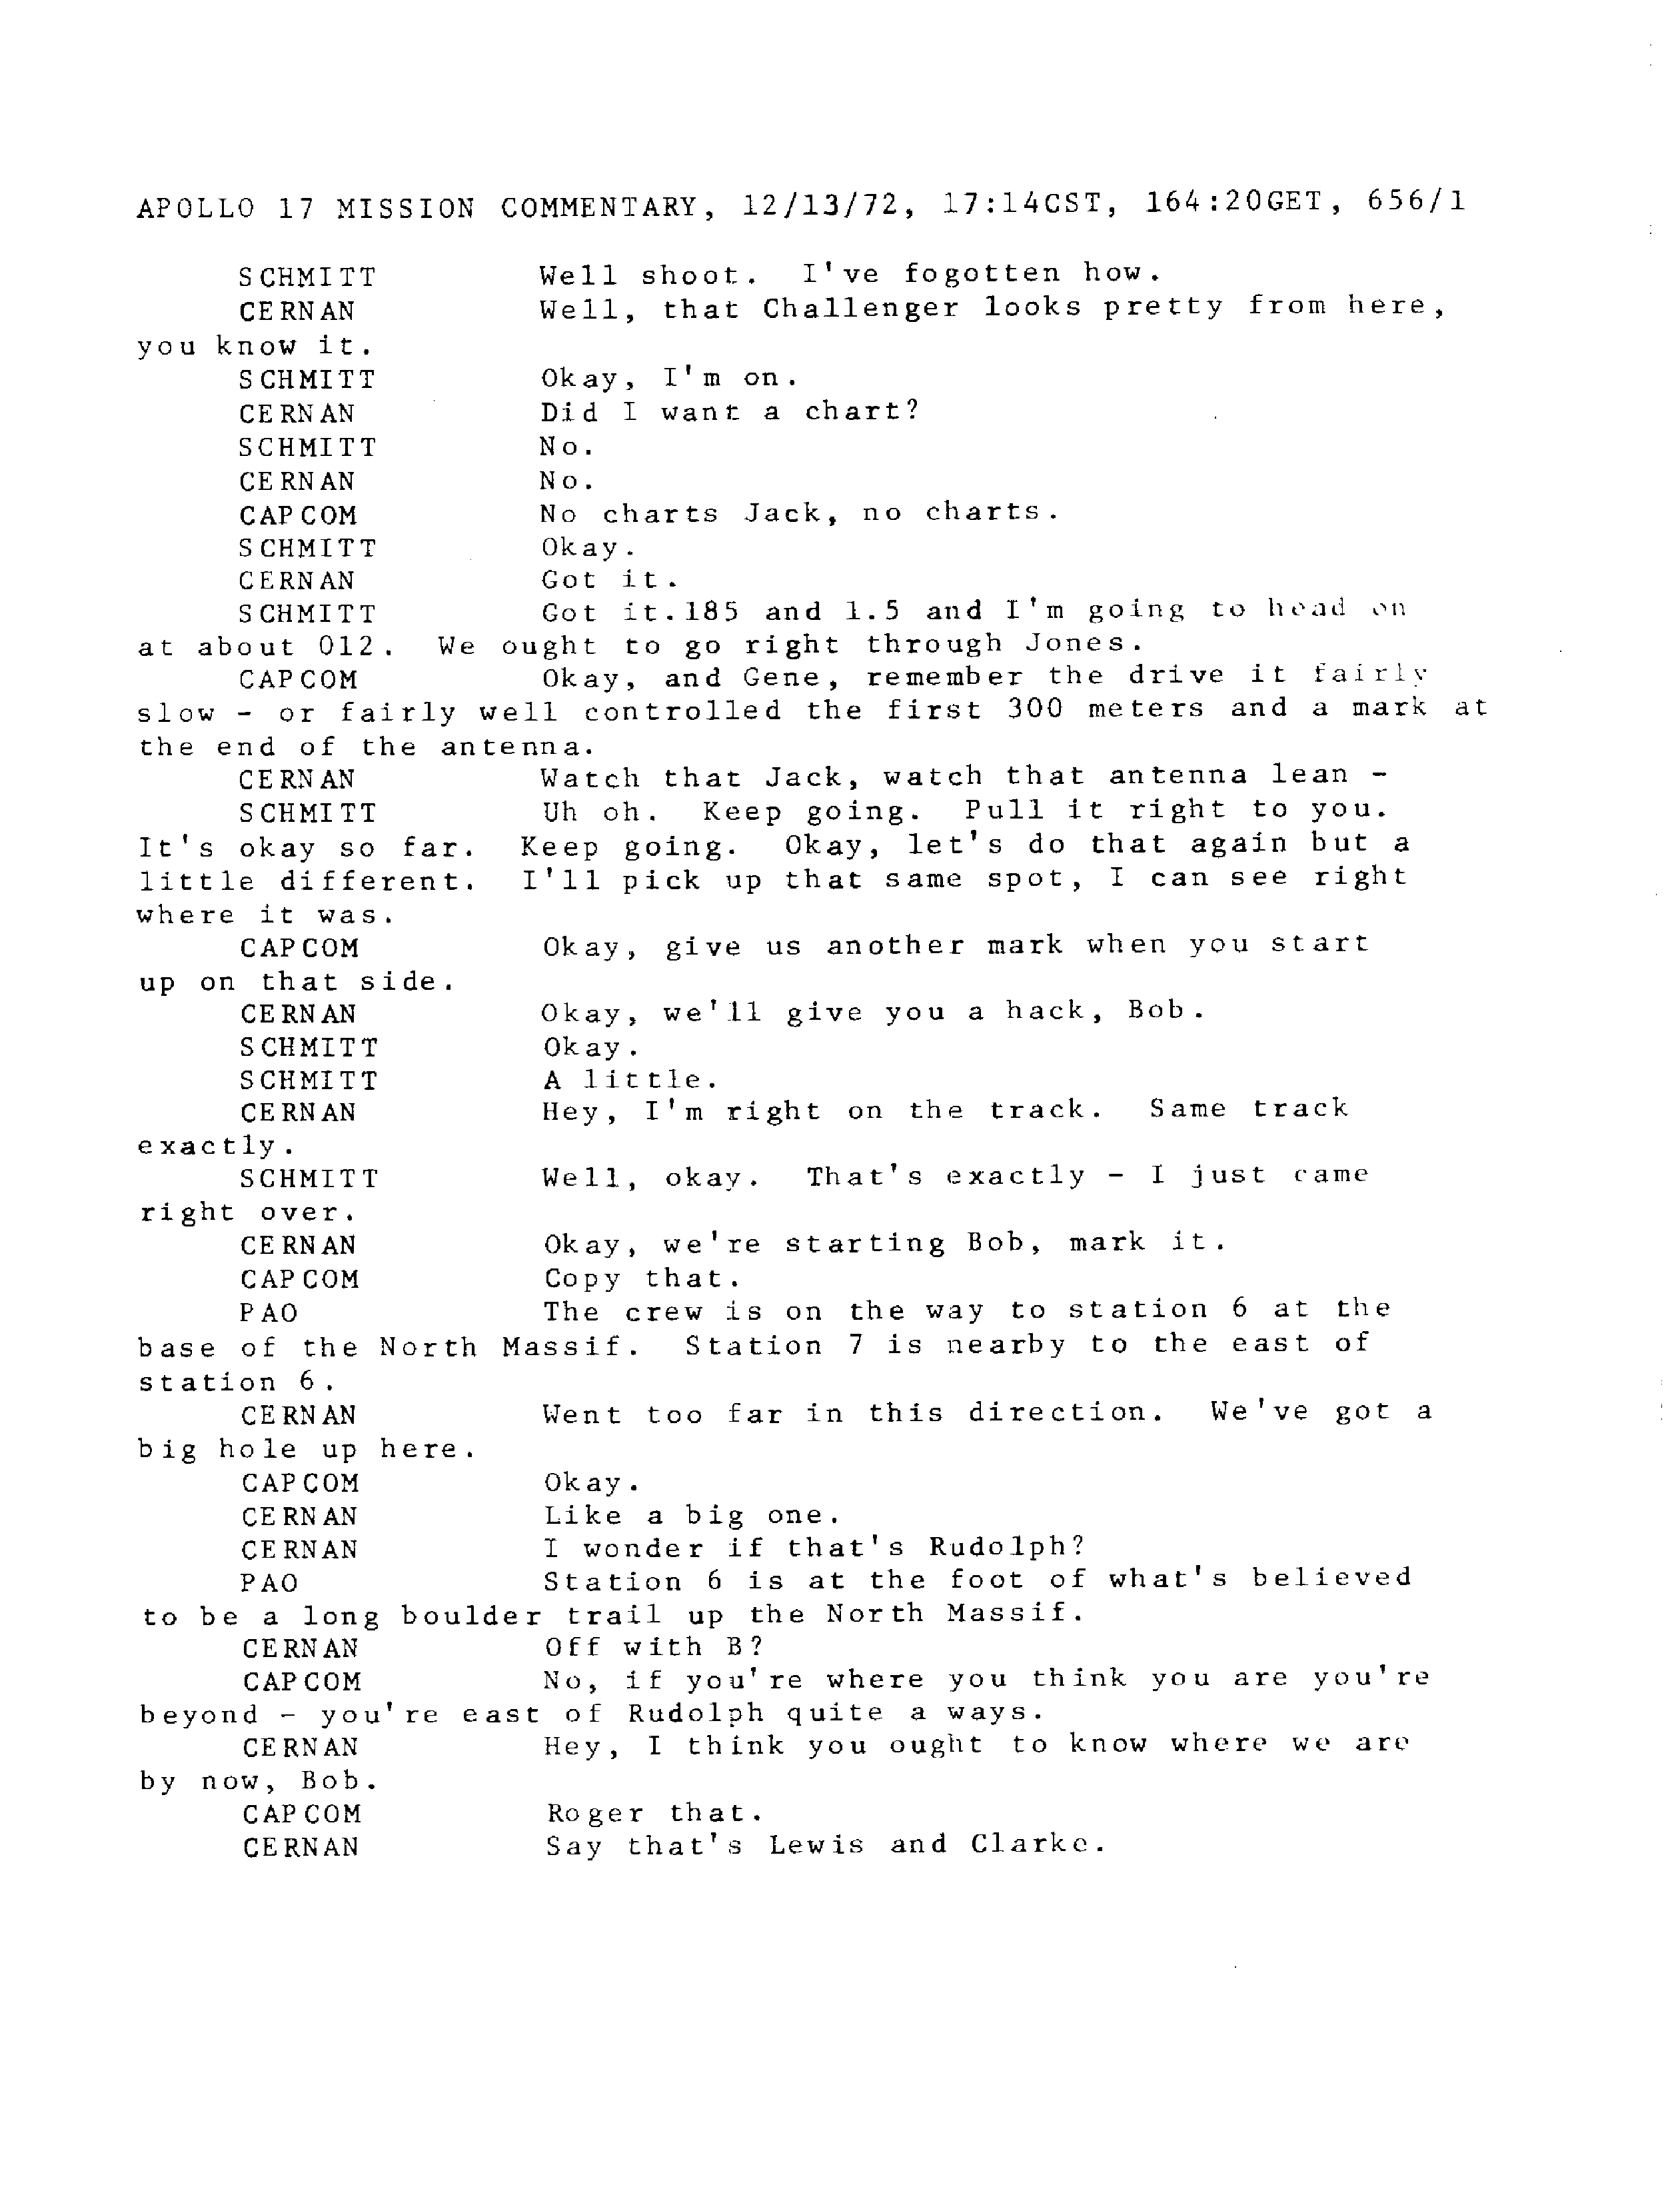 APOLLO 17 MISSION COMMENTARY, 12/13/72, 17:14CST, 164:20GET, 656/1
SCHMITT Well shoot. I've fogotten how.
CERNAN Well, that Challenger looks pretty from here,
you know it.
SCHMITT Okay, I'm on.
CERNAN Did I want a chart?
SCHMITT No.
CERNAN No.
CAPCOM No charts Jack, no charts.
SCHMITT Okay.
CERNAN Got it.
SCHMITT Got it.185 and 1.5 and I'm going to head on
at about 012. We ought to go right through Jones.
CAPCOM Okay, and Gene, remember the drive it fairly
slow - or fairly well controlled the first 300 meters and a mark at
the end of the antenna.
CERNAN Watch that Jack, watch that antenna lean -
SCHMITT Uh oh. Keep going. Pull it right to you.
It's okay so far. Keep going. Okay, let's do that again but a
little different. I'll pick up that same spot, I can see right
where it was.
CAPCOM Okay, give us another mark when you start
up on that side.
CERNAN Okay, we'll give you a hack, Bob.
SCHMITT Okay.
SCHMITT A little.
CERNAN Hey, I'm right on the track. Same track
exactly.
SCHMITT Well, okay. That's exactly - I just came
right over.
CERNAN Okay, we're starting Bob, mark it.
CAPCOM Copy that.
PAO The crew is on the way to station 6 at the
base of the North Massif. Station 7 is nearby to the east of
station 6.
CERNAN Went too far in this direction. We've got a
big hole up here.
CAPCOM Okay.
CERNAN Like a big one.
CERNAN I wonder if that's Rudolph?
PAO Station 6 is at the foot of what's believed
to be a long boulder trail up the North Massif.
CERNAN Off with B?
CAPCOM No, if you're where you think you are you're
beyond - you're east of Rudolph quite a ways.
CERNAN Hey, I think you ought to know where we are
by now, Bob.
CAPCOM Roger that.
CERNAN Say that's Lewis and Clarke.